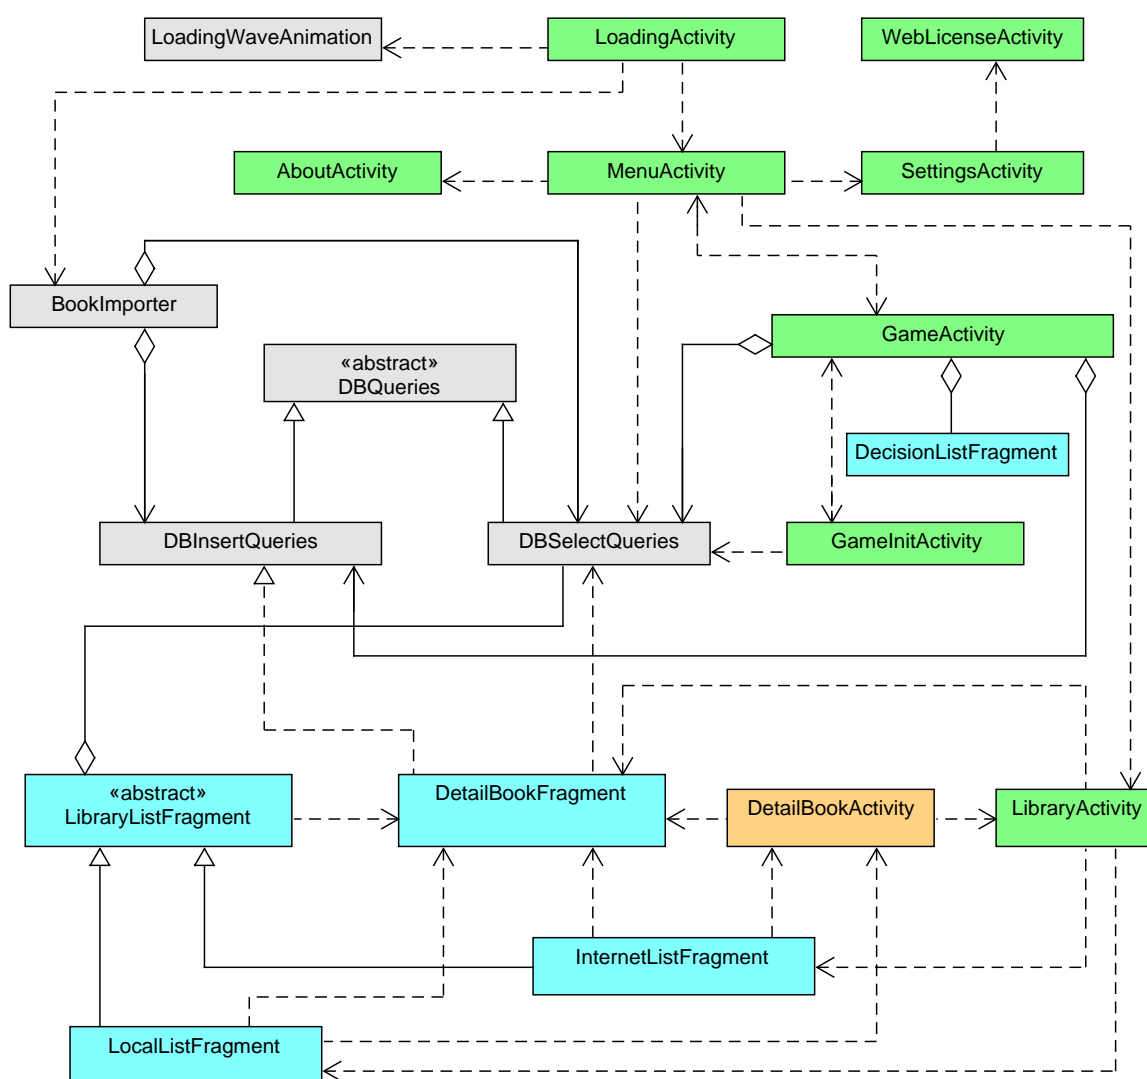 LoadingWaveAnimation
LoadingActivity
WebLicenseActivity
AboutActivity
MenuActivity
SettingsActivity
BookImporter
GameActivity
«abstract»
DBQueries
DecisionListFragment
DBInsertQueries
DBSelectQueries
GameInitActivity
«abstract»
LibraryListFragment
DetailBookFragment
DetailBookActivity
LibraryActivity
InternetListFragment
LocalListFragment